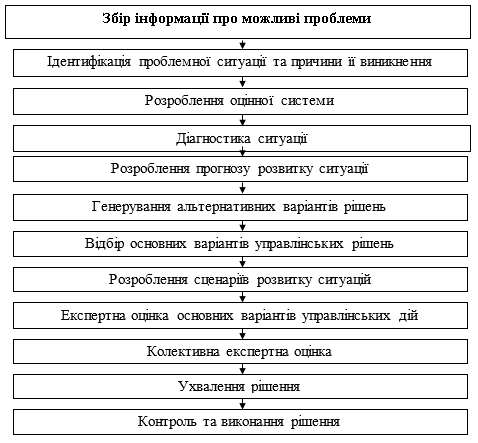 Збір інформації про можливі проблеми
Ідентифікація проблемної ситуації та причини її виникнення
Розроблення оцінної системи
Діагностика ситуації
Розроблення прогнозу розвитку ситуації
Генерування альтернативних варіантів рішень
Відбір основних варіантів управлінських рішень
Розроблення сценаріїв розвитку ситуацій
Експертна оцінка основних варіантів управлінських дій
Колективна експертна оцінка
Ухвалення рішення
Контроль та виконання рішення